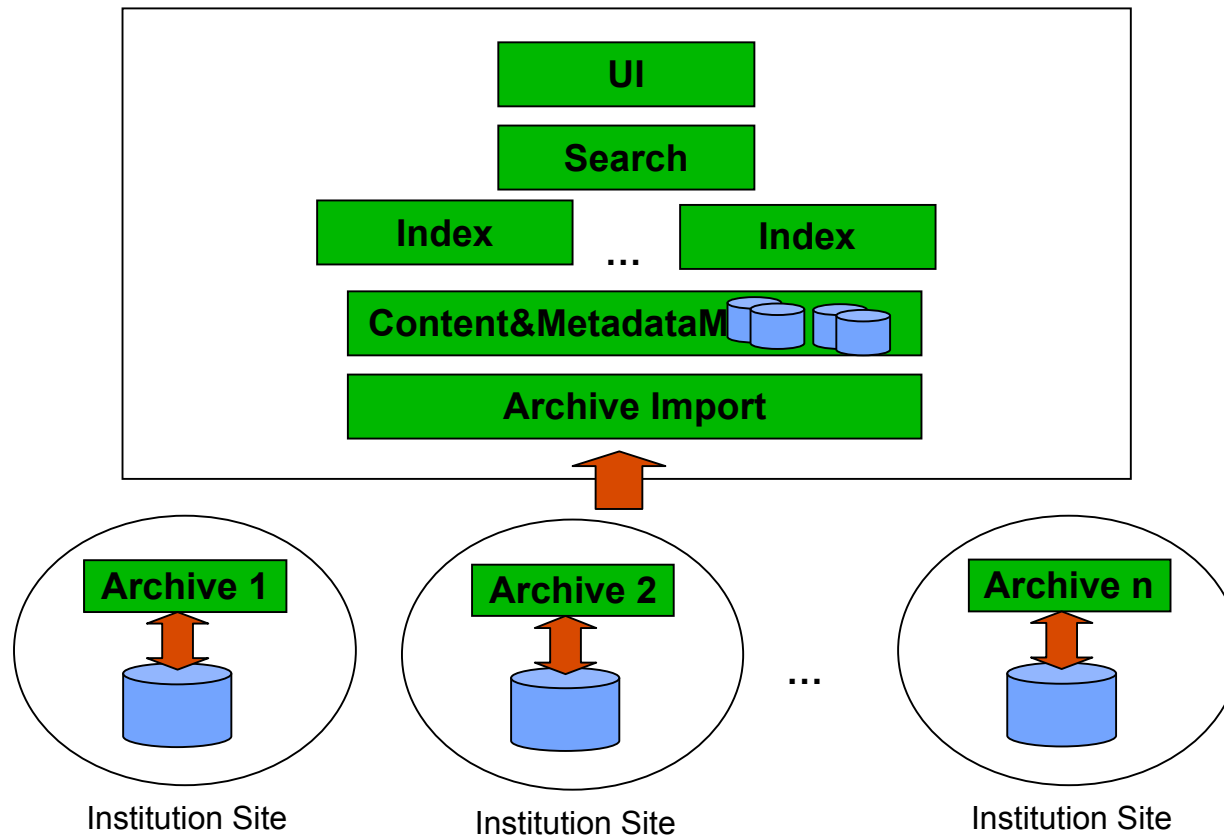 UI
Search
Index
...
Index
Content&MetadataM
Archive Import
Archive 1
Archive 2
...
Archive n
Institution Site
Institution Site
Institution Site